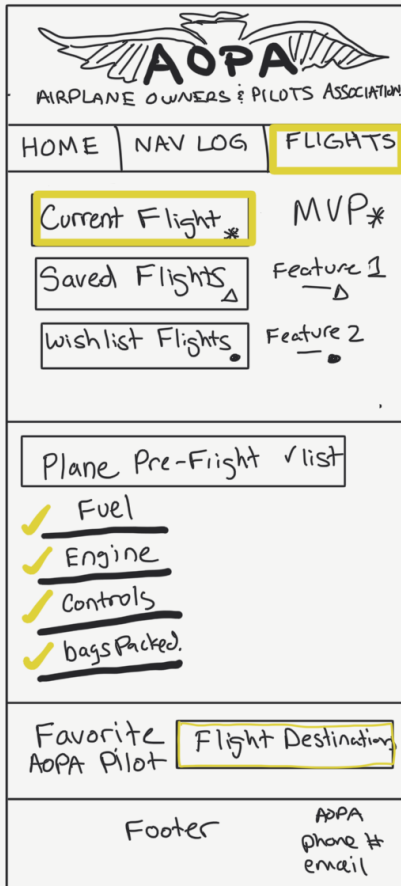 AOPA
AIRPLANE OWNERS & PILOTS ASSOCIATION
HOME NAV LOG FLIGHTS
Current Flight * MVP*
Saved Flights △ Feature 1 △
Wishlist Flights • Feature 2 •
Plane Pre-Flight ✓list
✓ Fuel
✓ Engine
✓ Controls
✓ bags Packed.
Favorite Flight Destinations
AOPA Pilot
Footer AOPA
phone #
email